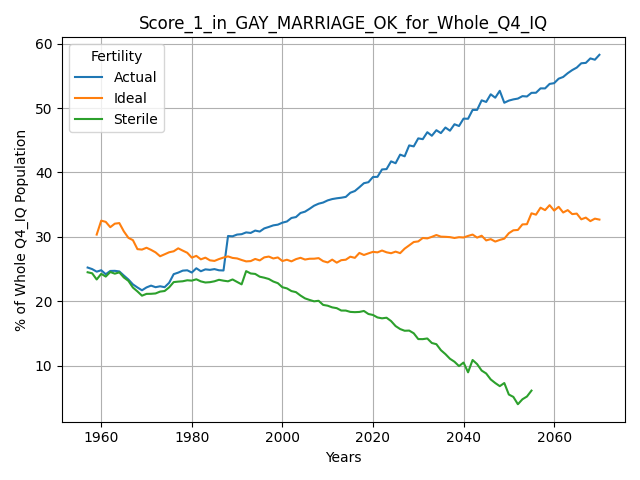 Score_1_in_GAY_MARRIAGE_OK_for_Whole_Q4_IQ
Fertility
Actual
Ideal
Sterile
% of Whole Q4_IQ Population
60
50
40
30
20
10
1960 1980 2000 2020 2040 2060
Years